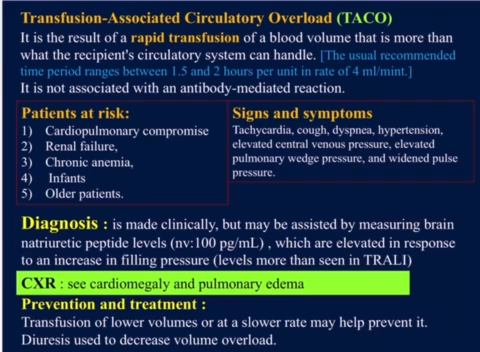 Transfusion-Associated Circulatory Overload (TACO)
It is the result of a rapid transfusion of a blood volume that is more than
what the recipient's circulatory system can handle. [The usual recommended
time period ranges between 1.5 and 2 hours per unit in rate of 4 ml/mint.]
It is not associated with an antibody-mediated reaction.
Patients at risk:
1) Cardiopulmonary compromise
2) Renal failure,
3) Chronic anemia,
4) Infants
5) Older patients.
Signs and symptoms
Tachycardia, cough, dyspnea, hypertension,
elevated central venous pressure, elevated
pulmonary wedge pressure, and widened pulse
pressure.
Diagnosis : is made clinically, but may be assisted by measuring brain
natriuretic peptide levels (nv:100 pg/mL) , which are elevated in response
to an increase in filling pressure (levels more than seen in TRALI)
CXR : see cardiomegaly and pulmonary edema
Prevention and treatment :
Transfusion of lower volumes or at a slower rate may help prevent it.
Diuresis used to decrease volume overload.